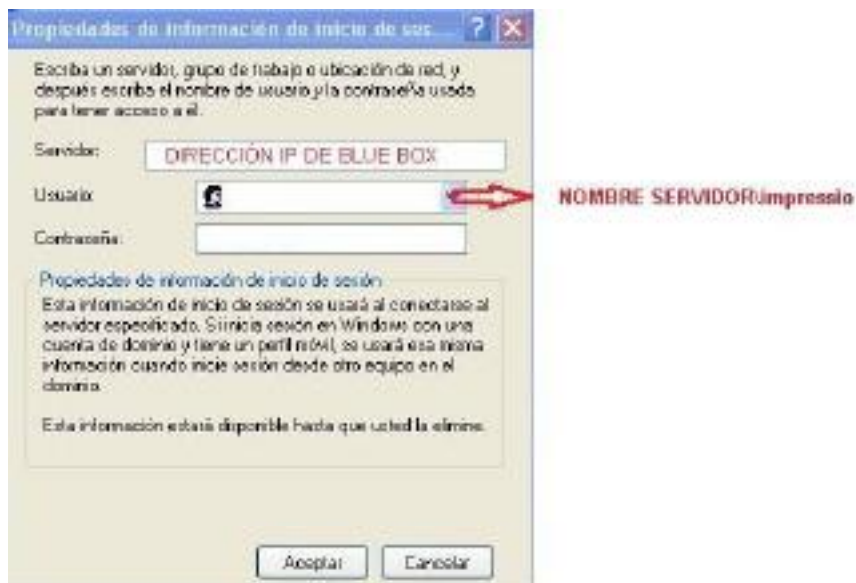 Propiedades de información de inicio de ses...
Escriba un servidor, grupo de trabajo o ubicación de red, y
después escriba el nombre de usuario y la contraseña usada
para tener acceso a él.
Servidor:
DIRECCIÓN IP DE BLUE BOX
Usuario:
NOMBRE SERVIDOR\impressio
Contraseña:
Propiedades de información de inicio de sesión
Esta información de inicio de sesión se usará al conectarse al
servidor especificado. Si inicia sesión en Windows con una
cuenta de dominio y tiene un perfil móvil, se usará esa misma
información cuando inicie sesión desde otro equipo en el
dominio.
Esta información estará disponible hasta que usted la elimine.
Aceptar
Cancelar